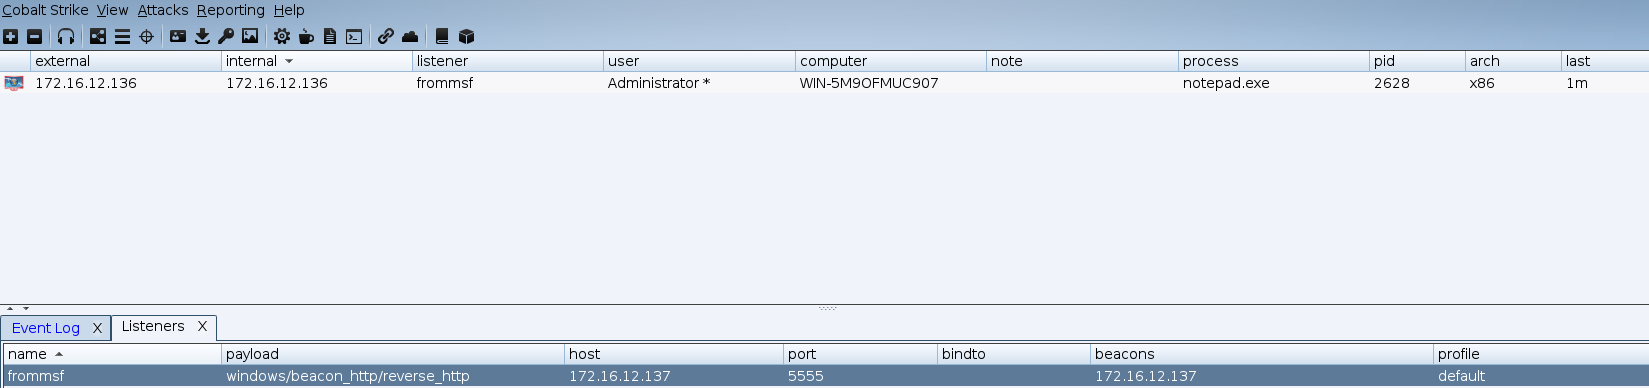 Cobalt Strike View Attacks Reporting Help
external internal listener user computer note process pid arch last
172.16.12.136 172.16.12.136 frommsf Administrator * WIN-5M9OFMUC907 notepad.exe 2628 x86 1m
Event Log X Listeners X
name payload host port bindto beacons profile
frommsf windows/beacon_http/reverse_http 172.16.12.137 5555 172.16.12.137 default